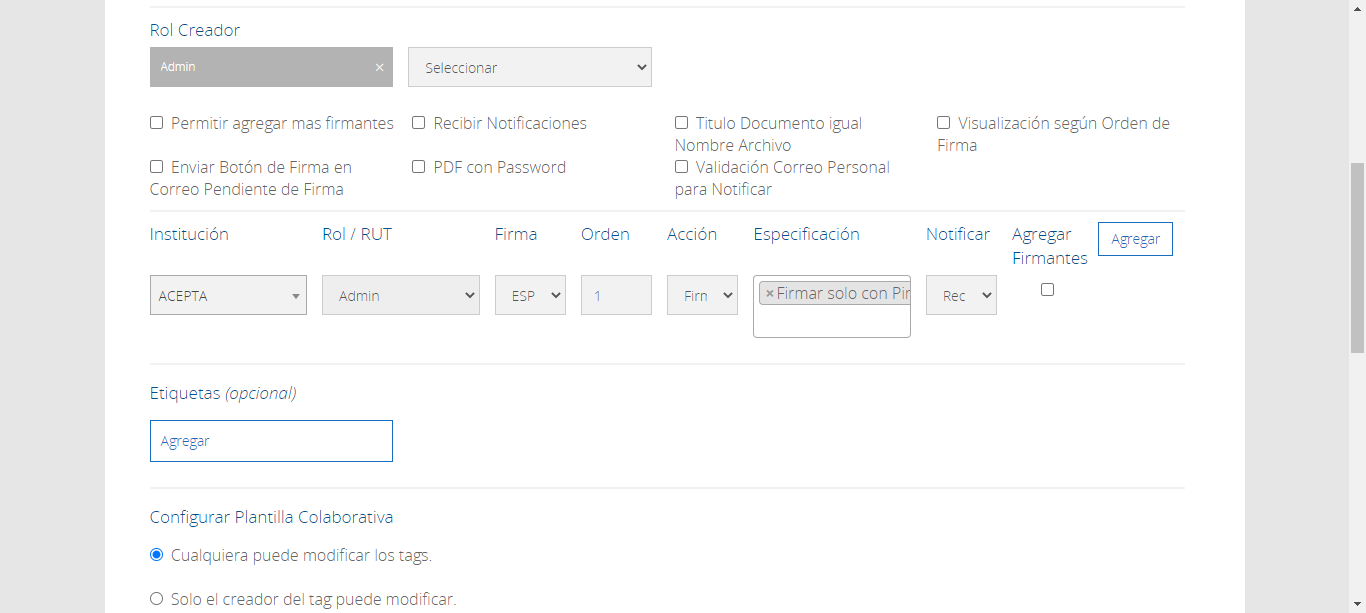 Rol Creador
Admin ×
Seleccionar
Permitir agregar mas firmantes
Recibir Notificaciones
Titulo Documento igual
Nombre Archivo
Visualización según Orden de
Firma
Enviar Botón de Firma en
Correo Pendiente de Firma
PDF con Password
Validación Correo Personal
para Notificar
Institución Rol / RUT Firma Orden Acción Especificación Notificar Agregar
Firmantes
Agregar
ACEPTA Admin ESP 1 Firn ×Firmar solo con Pin Rec
Etiquetas (opcional)
Agregar
Configurar Plantilla Colaborativa
Cualquiera puede modificar los tags.
Solo el creador del tag puede modificar.